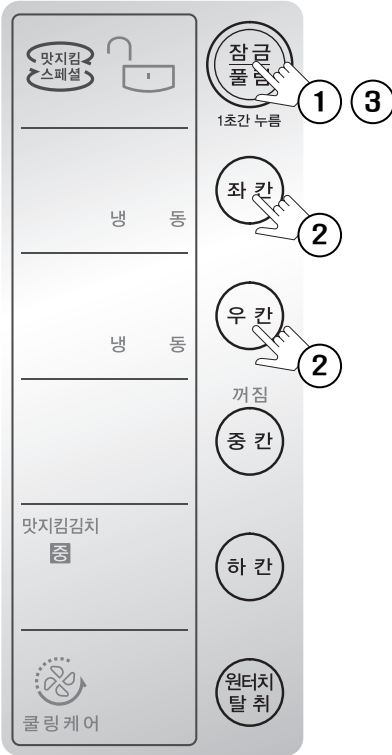 맛지킴
스페셜
잠금
풀림
1초간 누름
1
3
좌 칸
냉 동
2
우 칸
냉 동
2
꺼짐
중 칸
맛지킴김치
중
하 칸
원터치
탈 취
쿨링케어